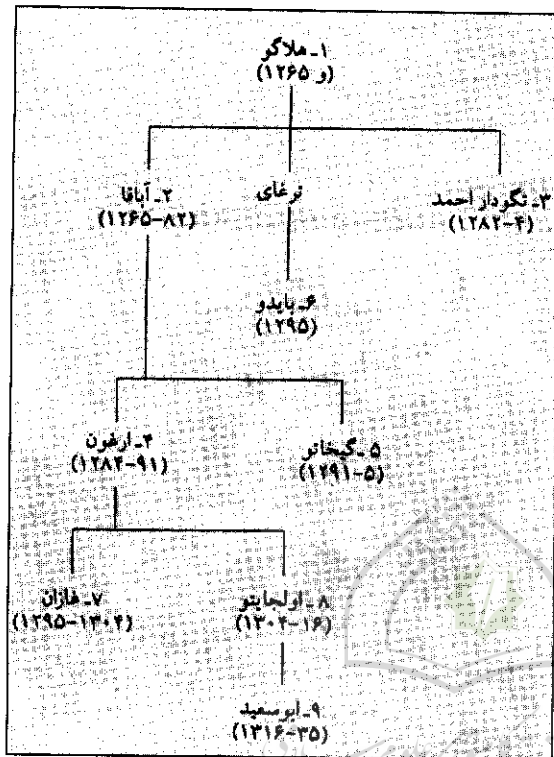 ۱ـ هلاگو
(و ۱۲۶۵)
۲ـ آباقا
(۱۲۶۵-۸۲)
ترغای
۳ـ تگودار احمد
(۱۲۸۲-۴)
۶ـ بایدو
(۱۲۹۵)
۴ـ ارغون
(۱۲۸۴-۹۱)
۵ـ گیخاتو
(۱۲۹۱-۵)
۷ـ غازان
(۱۲۹۵-۱۳۰۴)
۸ـ اولجایتو
(۱۳۰۴-۱۶)
۹ـ ابوسعید
(۱۳۱۶-۳۵)